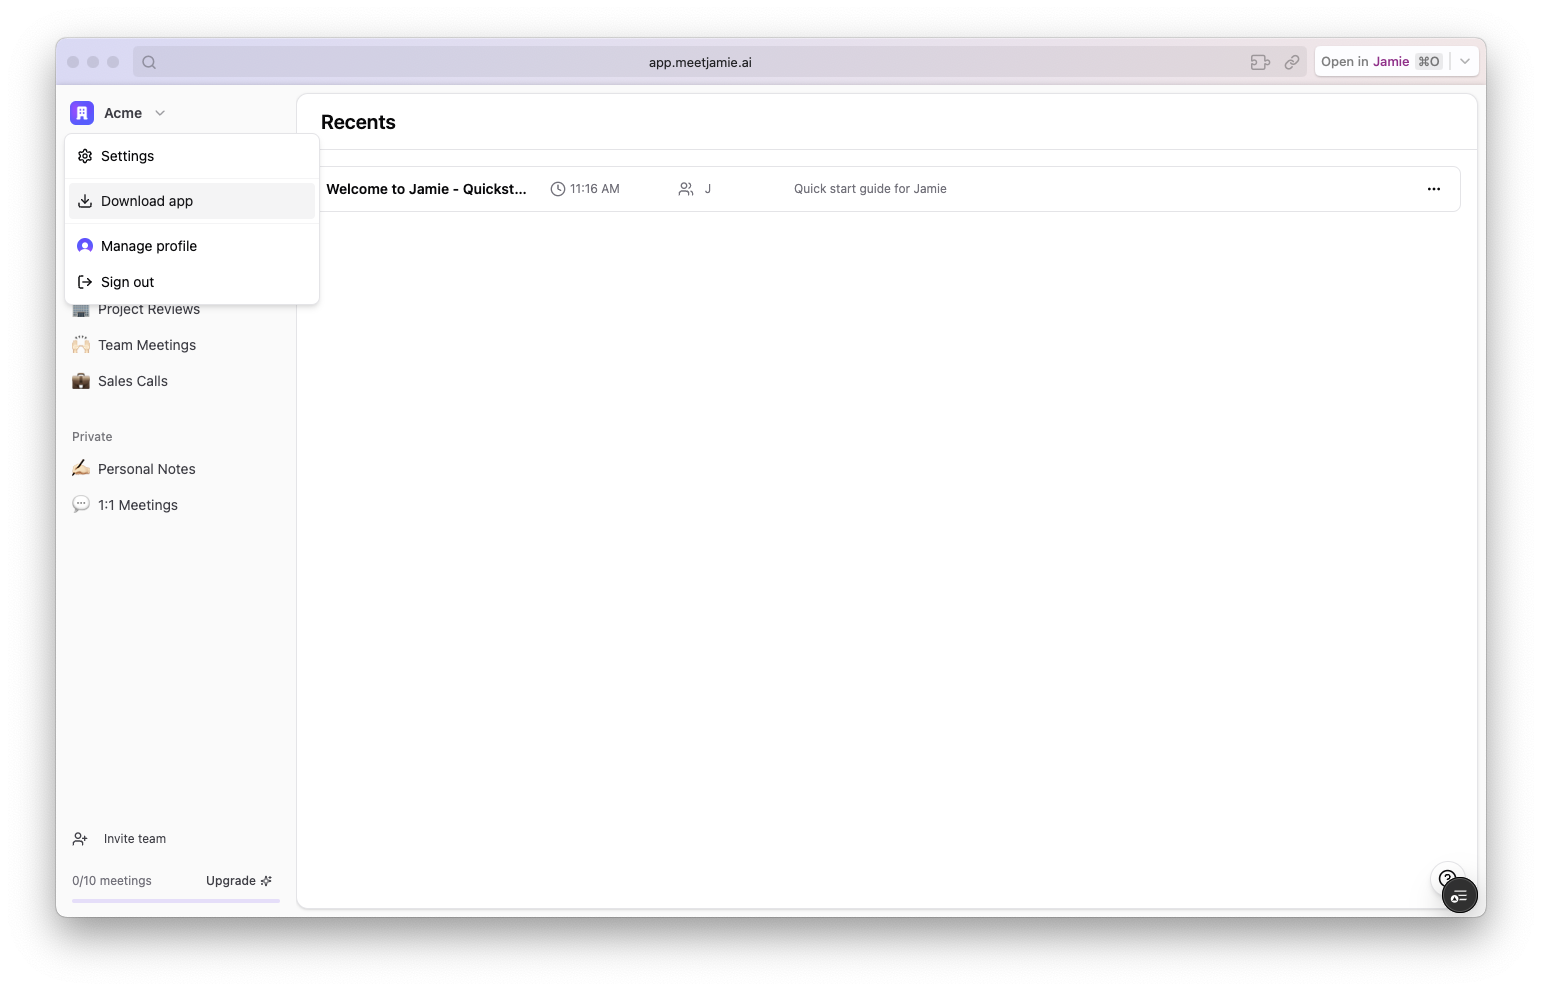 app.meetjamie.ai
Open in Jamie ⌘O
Acme
Settings
Download app
Manage profile
Sign out
Project Reviews
Team Meetings
Sales Calls
Private
Personal Notes
1:1 Meetings
Invite team
0/10 meetings Upgrade
Recents
Welcome to Jamie - Quickst... 11:16 AM J Quick start guide for Jamie